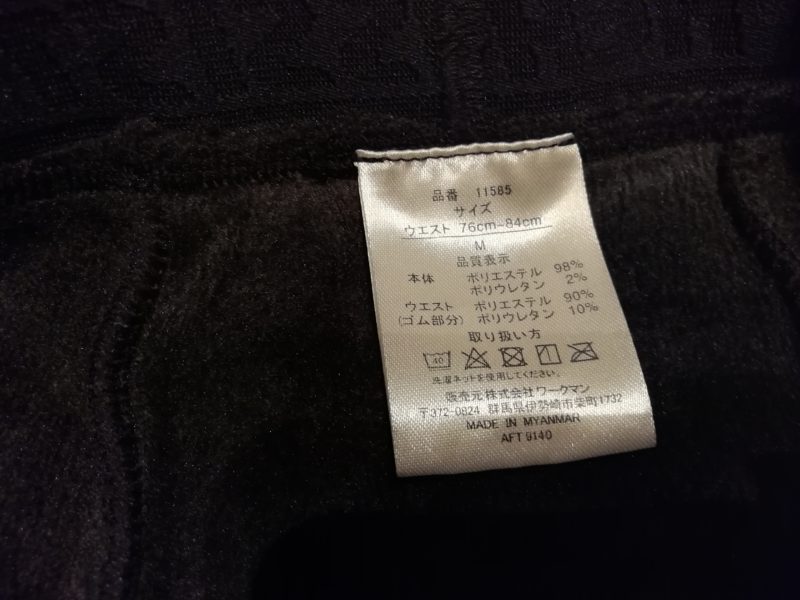 品番 11585
サイズ
ウエスト 76cm~84cm
M
品質表示
本体 ポリエステル 98%
ポリウレタン 2%
ウエスト ポリエステル 90%
(ゴム部分) ポリウレタン 10%
取り扱い方
40
洗濯ネットを使用してください
販売元株式会社ワークマン
〒372-0824 群馬県伊勢崎市柴町1732
MADE IN MYANMAR
AFT 9140